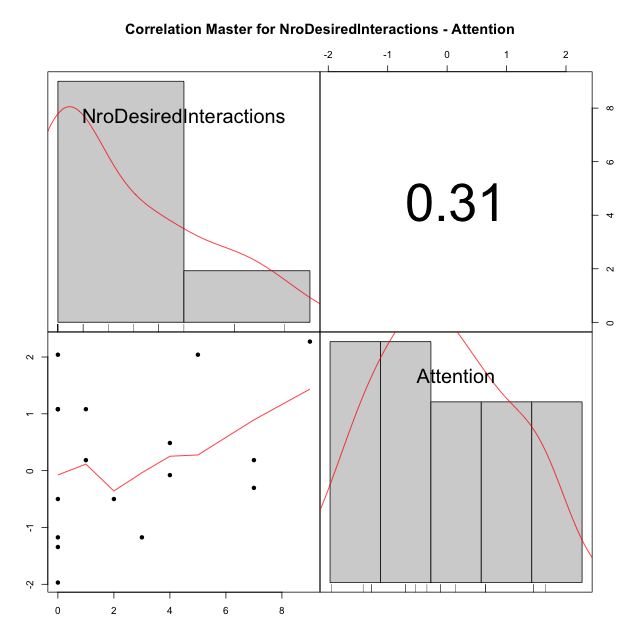 Correlation Master for NroDesiredInteractions - Attention
-2 -1 0 1 2
NroDesiredInteractions
0.31
8
6
4
2
0
2
1
0
-1
-2
Attention
0 2 4 6 8